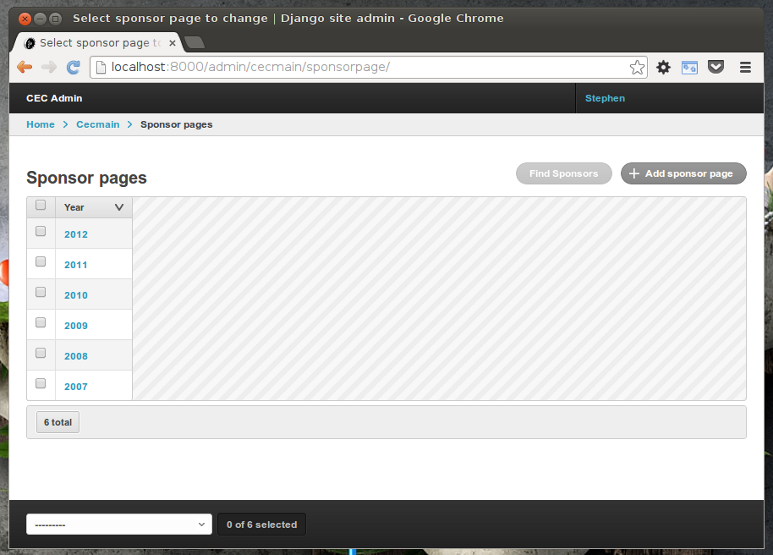 Select sponsor page to change | Django site admin - Google Chrome
Select sponsor page to
localhost:8000/admin/cecmain/sponsorpage/
CEC Admin
Stephen
Home > Cecmain > Sponsor pages
Sponsor pages
Find Sponsors
+ Add sponsor page
Year
2012
2011
2010
2009
2008
2007
6 total
---------
0 of 6 selected